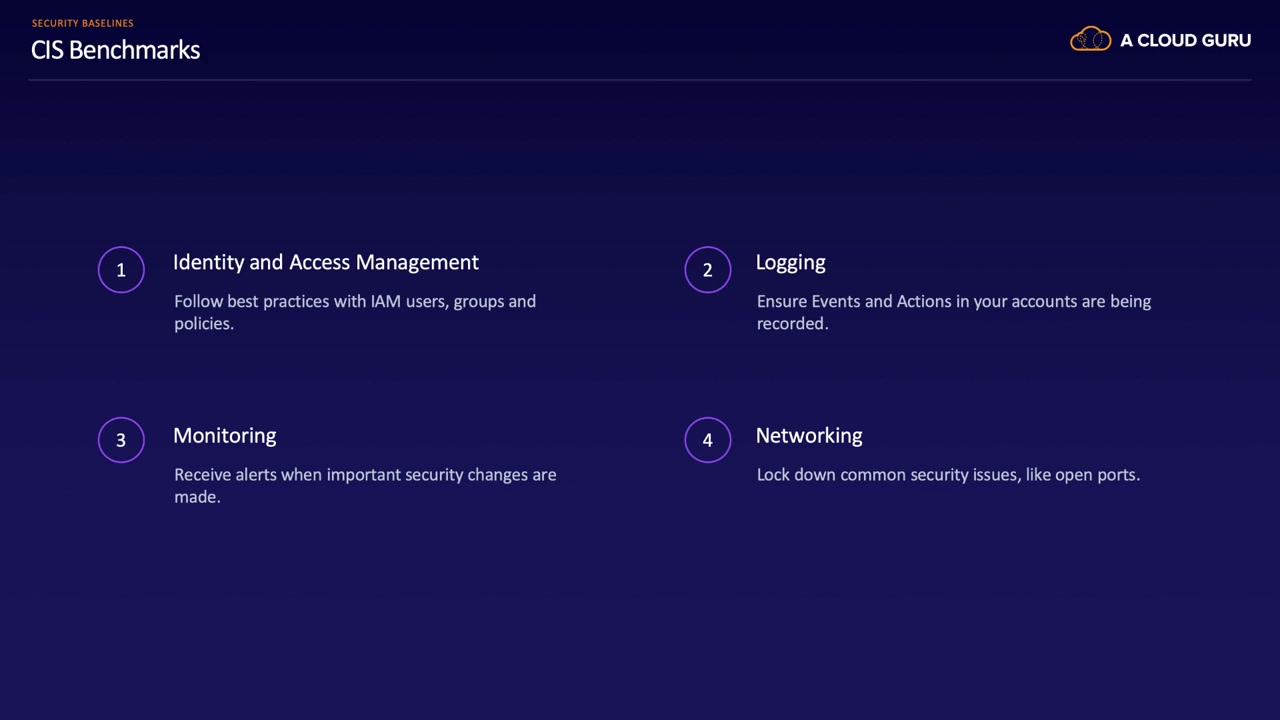 SECURITY BASELINES
CIS Benchmarks
A CLOUD GURU
1
Identity and Access Management
Follow best practices with IAM users, groups and
policies.
2
Logging
Ensure Events and Actions in your accounts are being
recorded.
3
Monitoring
Receive alerts when important security changes are
made.
4
Networking
Lock down common security issues, like open ports.